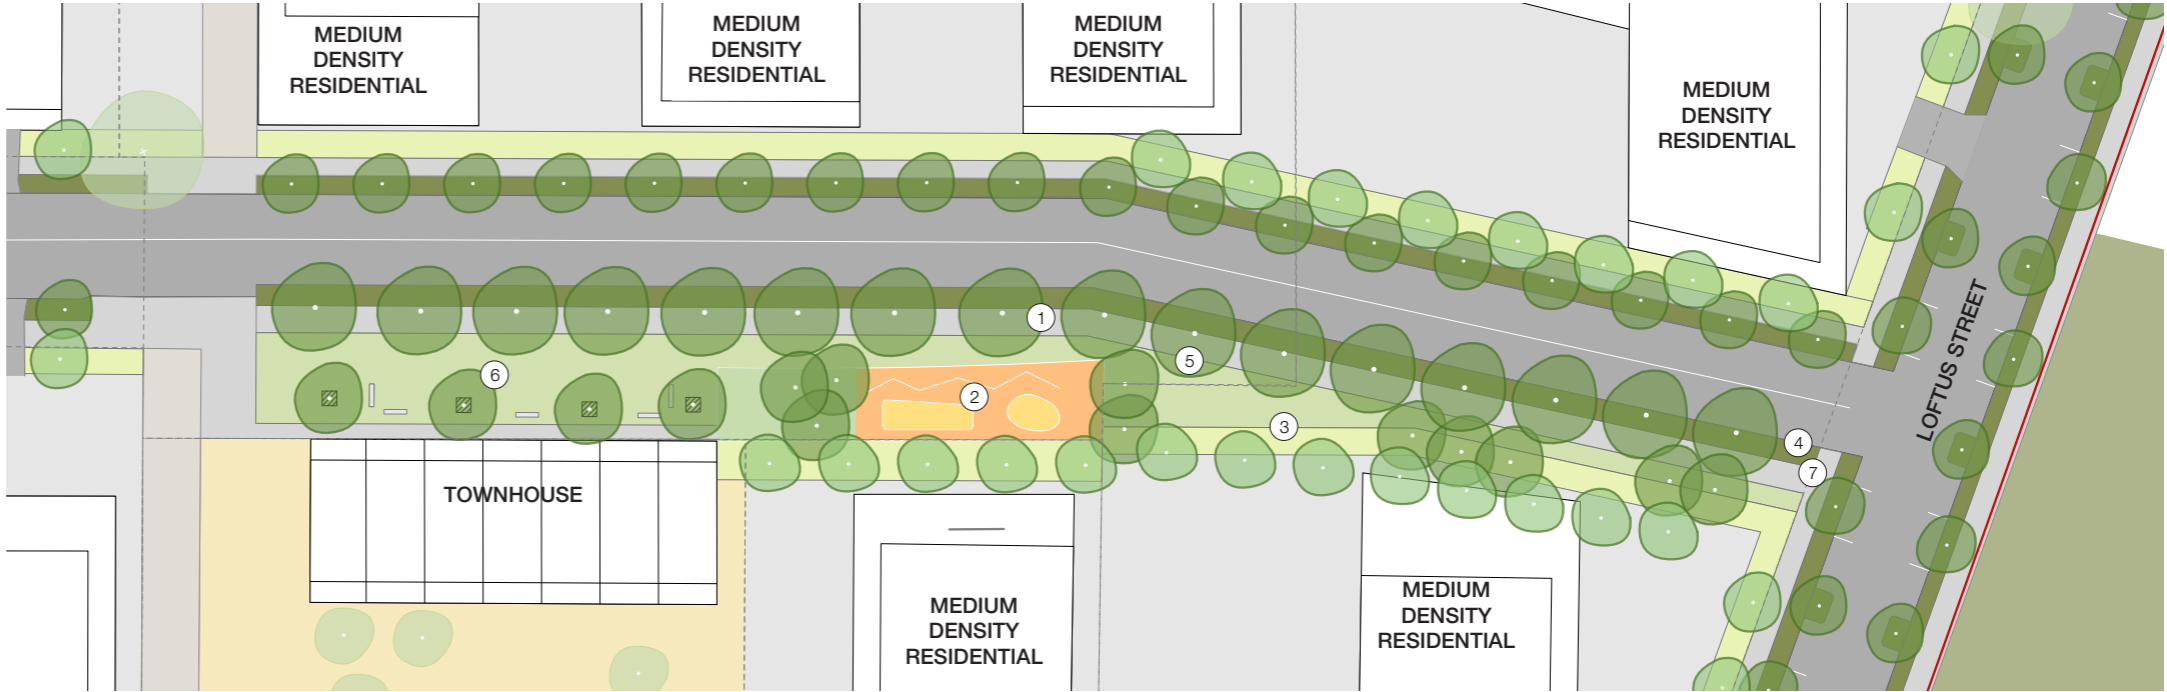 MEDIUM
DENSITY
RESIDENTIAL
MEDIUM
DENSITY
RESIDENTIAL
MEDIUM
DENSITY
RESIDENTIAL
MEDIUM
DENSITY
RESIDENTIAL
1
5
6
2
3
4
7
LOFTUS STREET
TOWNHOUSE
MEDIUM
DENSITY
RESIDENTIAL
MEDIUM
DENSITY
RESIDENTIAL